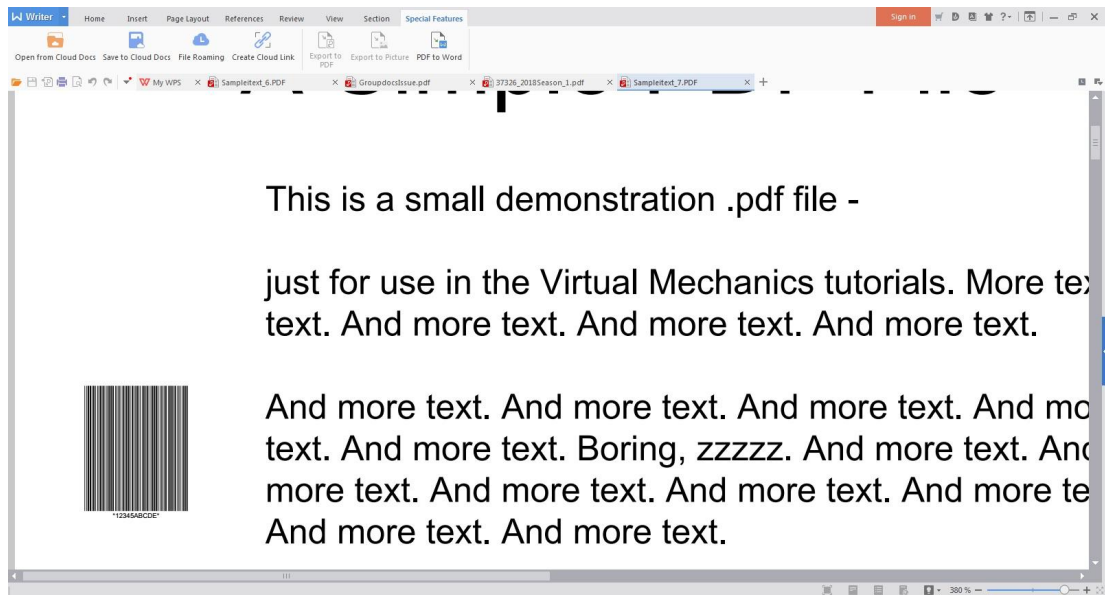 Writer
Home Insert Page Layout References Review View Section Special Features
Sign in
Open from Cloud Docs Save to Cloud Docs File Roaming Create Cloud Link Export to PDF Export to Picture PDF to Word
My WPS Sampleitext_6.PDF GroupdocsIssue.pdf 37326_2018Season_1.pdf Sampleitext_7.PDF
A Simple PDF File
This is a small demonstration .pdf file -
just for use in the Virtual Mechanics tutorials. More tex
text. And more text. And more text. And more text.
And more text. And more text. And more text. And mo
text. And more text. Boring, zzzzz. And more text. And
more text. And more text. And more text. And more te
And more text. And more text.
*12345ABCDE*
380 %